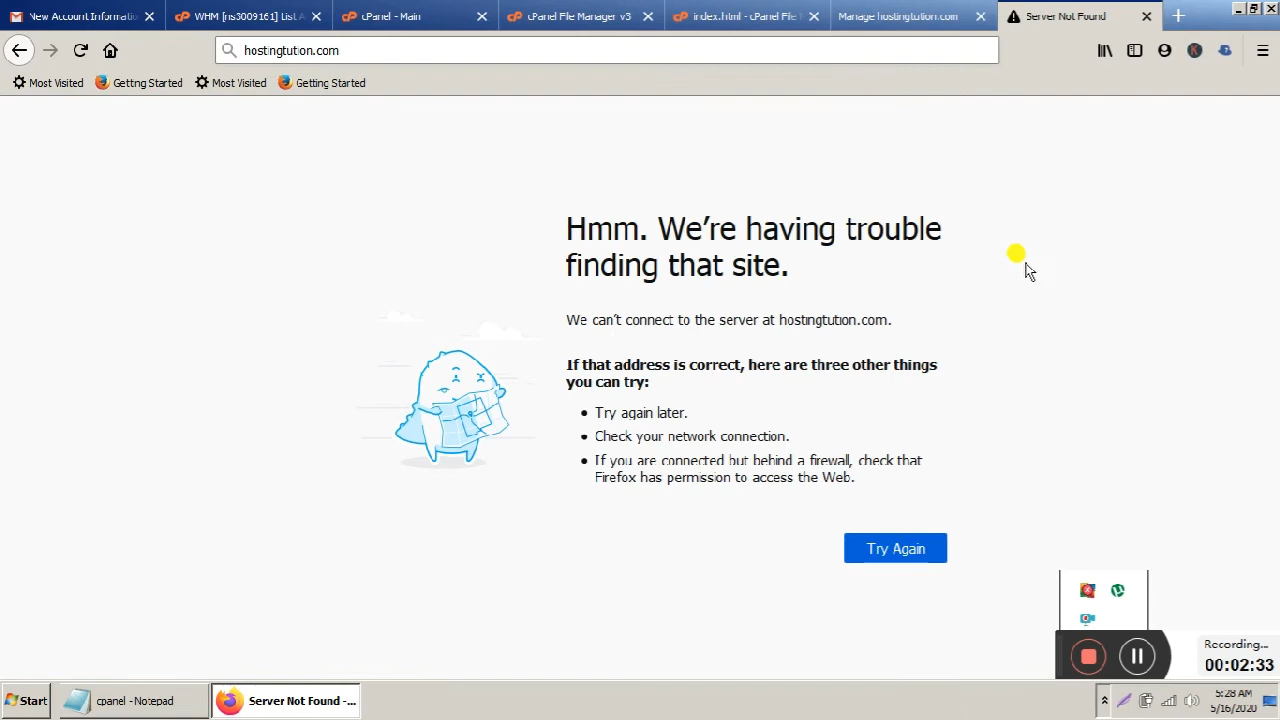 New Account Informatio
WHM [ns3009161] List A
cPanel - Main
cPanel File Manager v3
index.html - cPanel File M
Manage hostingtution.com
Server Not Found
hostingtution.com
Most Visited
Getting Started
Most Visited
Getting Started
Hmm. We're having trouble
finding that site.
We can't connect to the server at hostingtution.com.
If that address is correct, here are three other things
you can try:
Try again later.
Check your network connection.
If you are connected but behind a firewall, check that
Firefox has permission to access the Web.
Try Again
Recording...
00:02:33
Start
cpanel - Notepad
Server Not Found -...
5:28 AM
5/16/2020